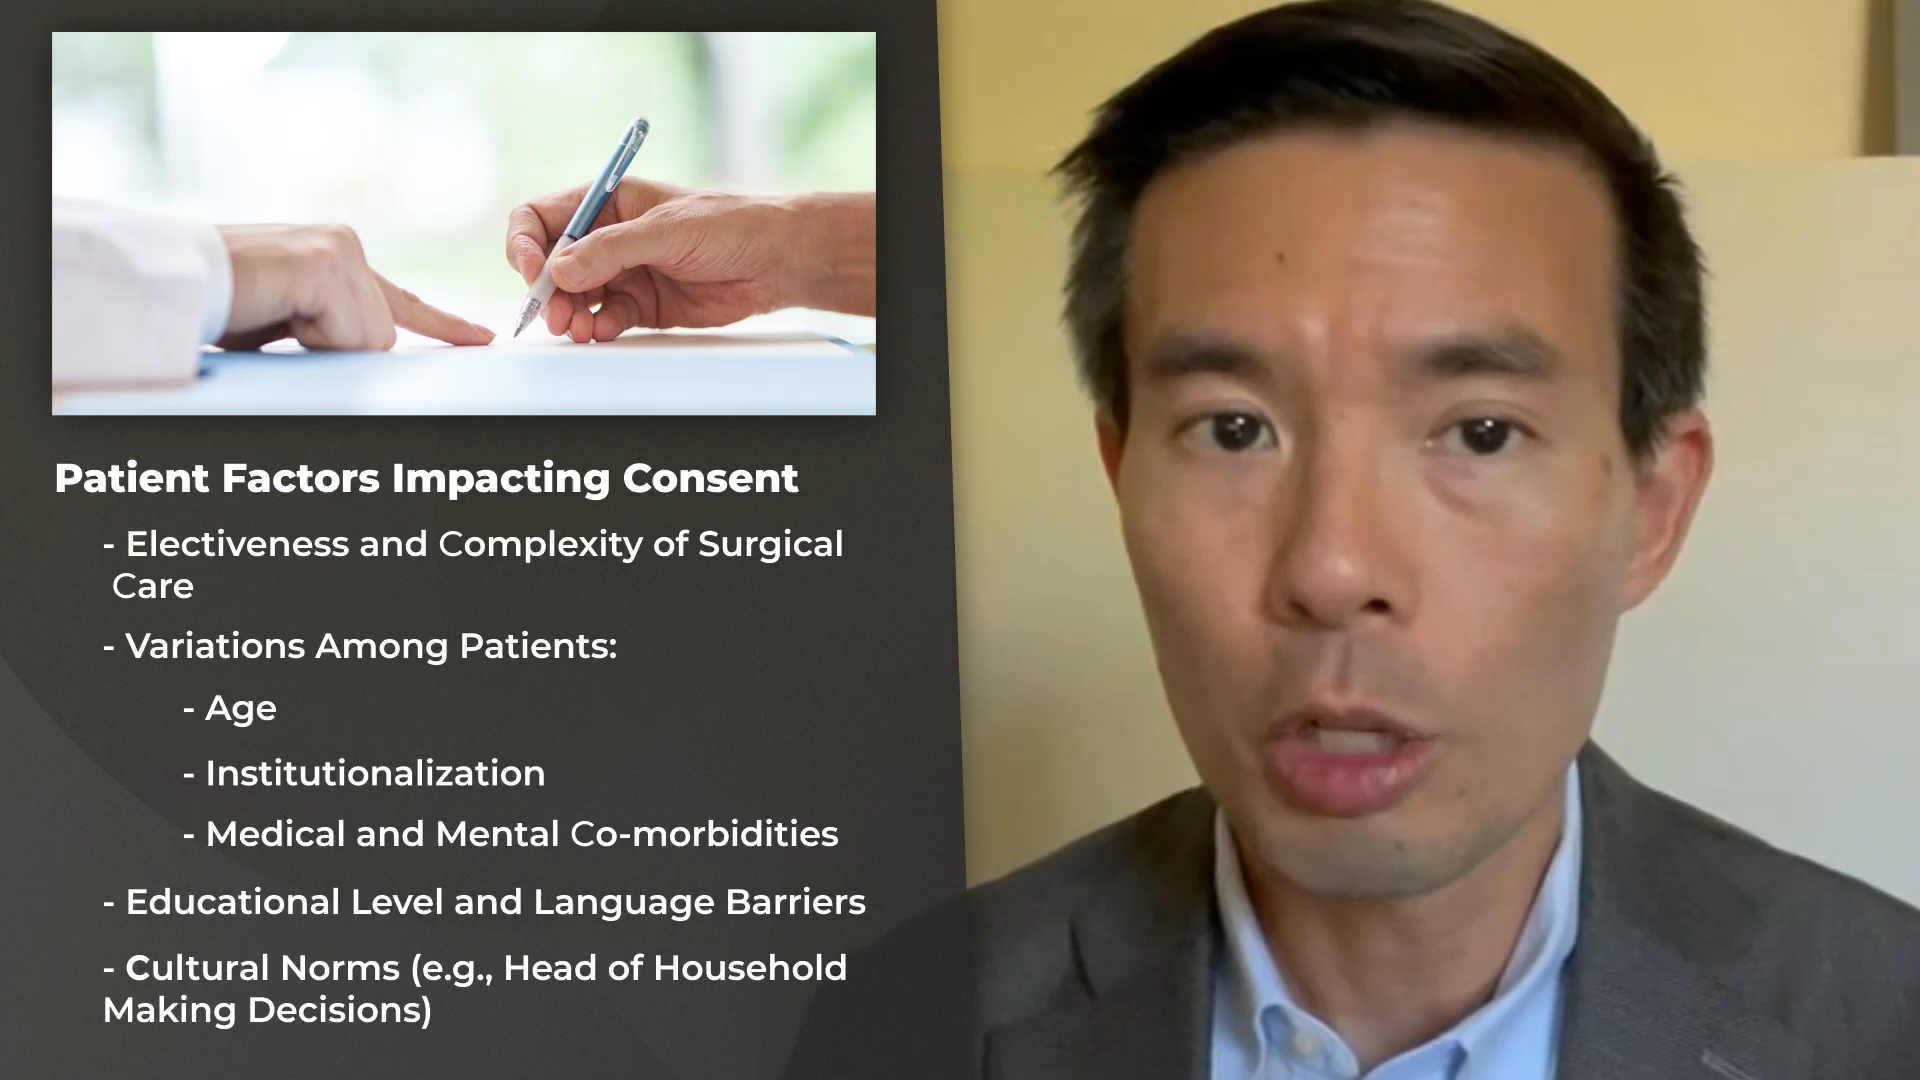 Patient Factors Impacting Consent
- Electiveness and Complexity of Surgical
Care
- Variations Among Patients:
- Age
- Institutionalization
- Medical and Mental Co-morbidities
- Educational Level and Language Barriers
- Cultural Norms (e.g., Head of Household
Making Decisions)